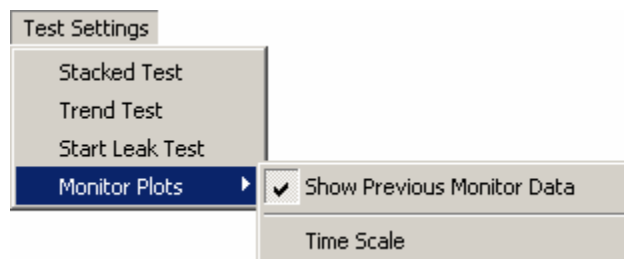 Test Settings
Stacked Test
Trend Test
Start Leak Test
Monitor Plots
Show Previous Monitor Data
Time Scale